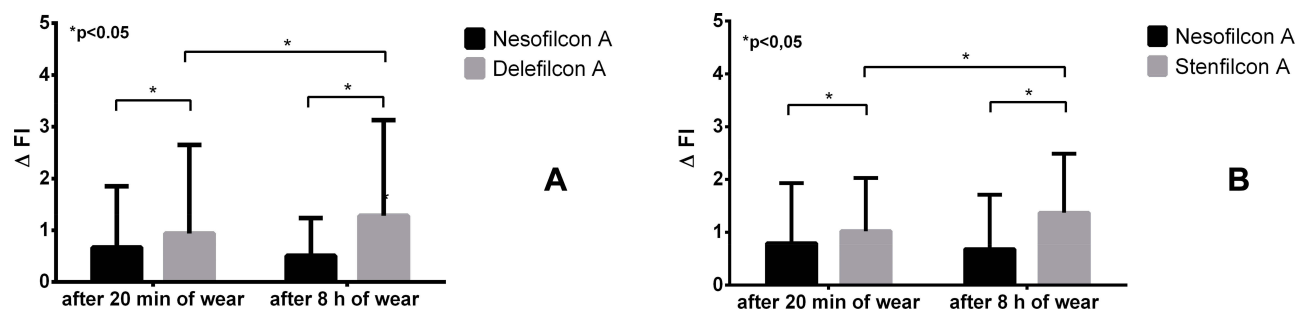 *p<0.05
Nesofilcon A
Delefilcon A
*
*
*
*
Δ FI
5
4
3
2
1
0
after 20 min of wear
after 8 h of wear
A
*p<0,05
Nesofilcon A
Stenfilcon A
*
*
*
Δ FI
5
4
3
2
1
0
after 20 min of wear
after 8 h of wear
B